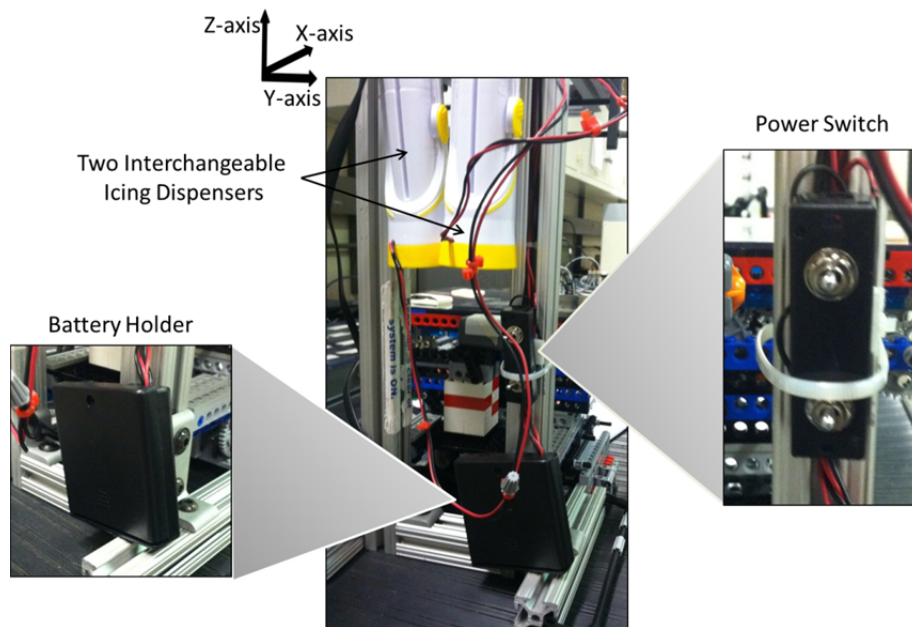 Z-axis
X-axis
Y-axis
Two Interchangeable
Icing Dispensers
Power Switch
Battery Holder
system is ON.